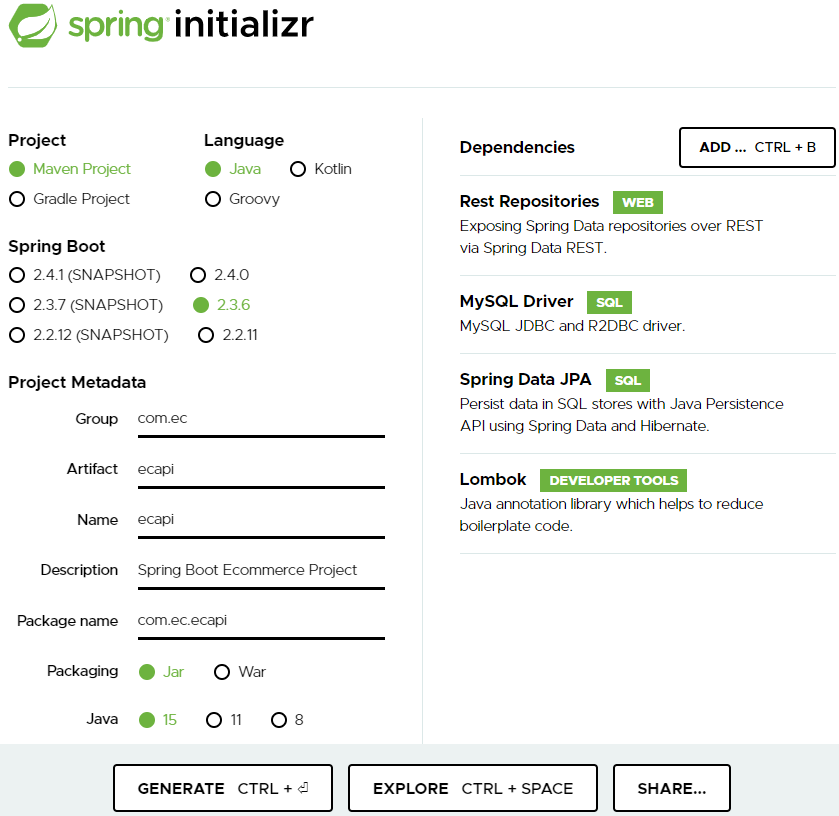 spring initializr
Project
Maven Project
Gradle Project
Language
Java Kotlin
Groovy
Spring Boot
2.4.1 (SNAPSHOT) 2.4.0
2.3.7 (SNAPSHOT) 2.3.6
2.2.12 (SNAPSHOT) 2.2.11
Project Metadata
Group com.ec
Artifact ecapi
Name ecapi
Description Spring Boot Ecommerce Project
Package name com.ec.ecapi
Packaging Jar War
Java 15 11 8
Dependencies ADD ... CTRL + B
Rest Repositories WEB
Exposing Spring Data repositories over REST
via Spring Data REST.
MySQL Driver SQL
MySQL JDBC and R2DBC driver.
Spring Data JPA SQL
Persist data in SQL stores with Java Persistence
API using Spring Data and Hibernate.
Lombok DEVELOPER TOOLS
Java annotation library which helps to reduce
boilerplate code.
GENERATE CTRL + ⏎ EXPLORE CTRL + SPACE SHARE...